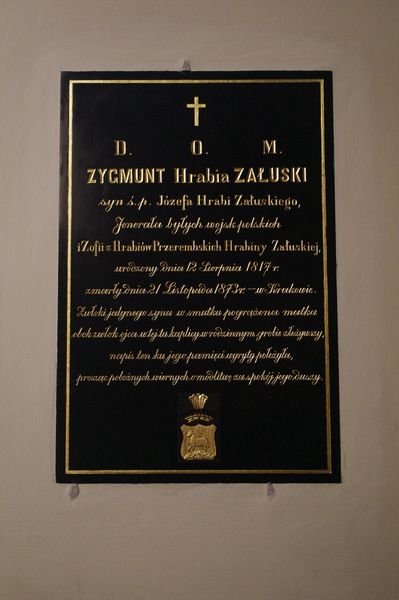 D. O. M.
ZYGMUNT Hrabia ZAŁUSKI
syn ś.p. Józefa Hrabi Załuskiego,
Jenerała byłych wojsk polskich
i Zofii z Hrabiów Przerembskich Hrabiny Załuskiej,
urodzony dnia 12 Sierpnia 1817 r.
zmarły dnia 21 Listopada 1873 r. – w Krakowie.
Zwłoki jedynego syna w smutku pogrążona matka
obok zwłok ojca w tej tu kaplicy w rodzinnym grobie złożywszy,
napis ten ku jego pamięci wyryty położyła,
prosząc pobożnych wiernych o modlitwę za spokój jego duszy.